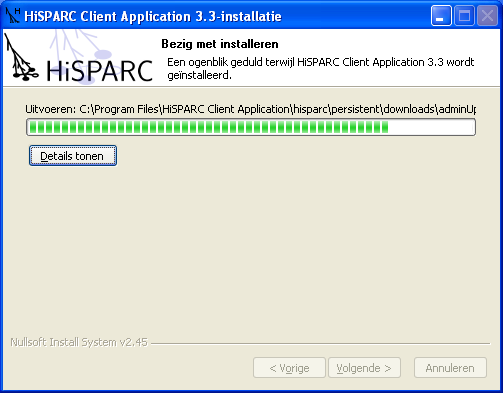 HiSPARC Client Application 3.3-installatie
HiSPARC
Bezig met installeren
Een ogenblik geduld terwijl HiSPARC Client Application 3.3 wordt
geïnstalleerd.
Uitvoeren: C:\Program Files\HiSPARC Client Application\hisparc\persistent\downloads\adminUp
Details tonen
Nullsoft Install System v2.45
< Vorige
Volgende >
Annuleren